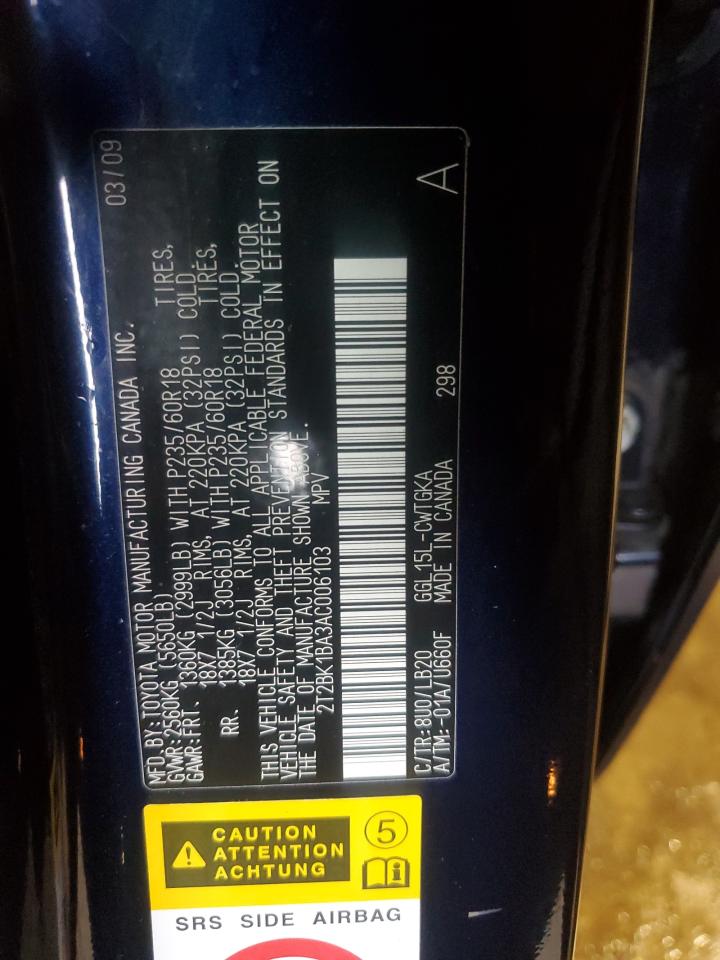 MFD BY:TOYOTA MOTOR MANUFACTURING CANADA INC. 03/09
GVWR:2560KG (5650LB)
GAWR:FRT. 1360KG (2999LB) WITH P235/60R18 TIRES,
18X7 1/2J RIMS, AT 220KPA (32PSI) COLD.
RR. 1385KG (3056LB) WITH P235/60R18 TIRES,
18X7 1/2J RIMS, AT 220KPA (32PSI) COLD.
THIS VEHICLE CONFORMS TO ALL APPLICABLE FEDERAL MOTOR
VEHICLE SAFETY AND THEFT PREVENTION STANDARDS IN EFFECT ON
THE DATE OF MANUFACTURE SHOWN ABOVE.
2T2BK1BA3AC006103 MPV
C/TR:8U0/LB20 GGL15L-CWTGKA A
A/TM:-01A/U660F MADE IN CANADA 298
CAUTION
ATTENTION
ACHTUNG
5
SRS SIDE AIRBAG